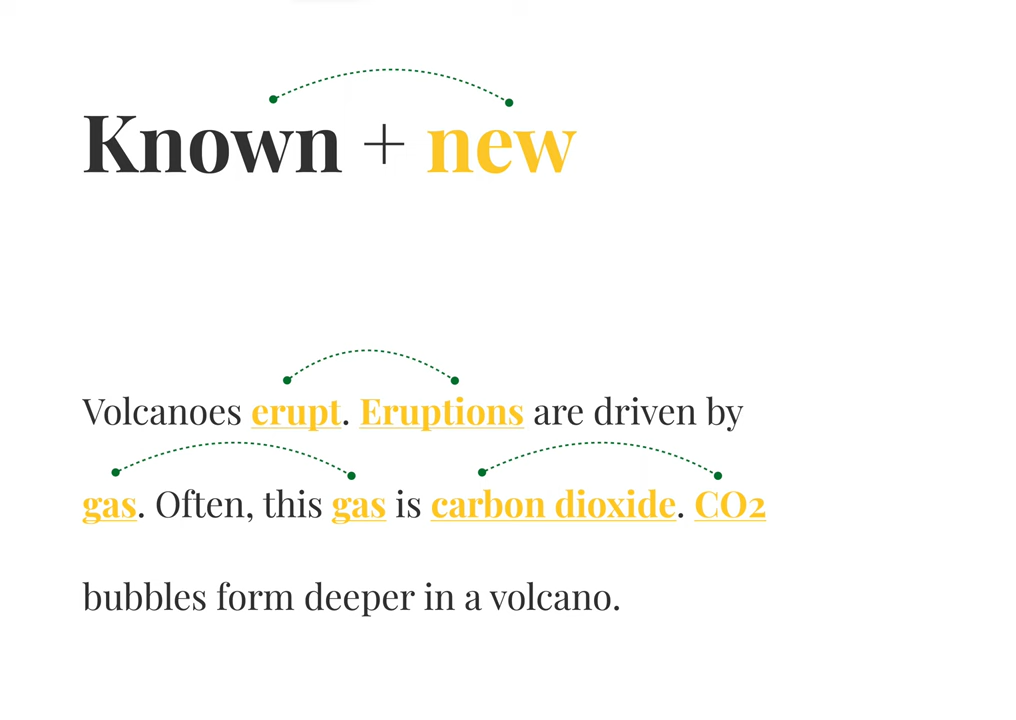 Known + new
Volcanoes erupt. Eruptions are driven by
gas. Often, this gas is carbon dioxide. CO2
bubbles form deeper in a volcano.